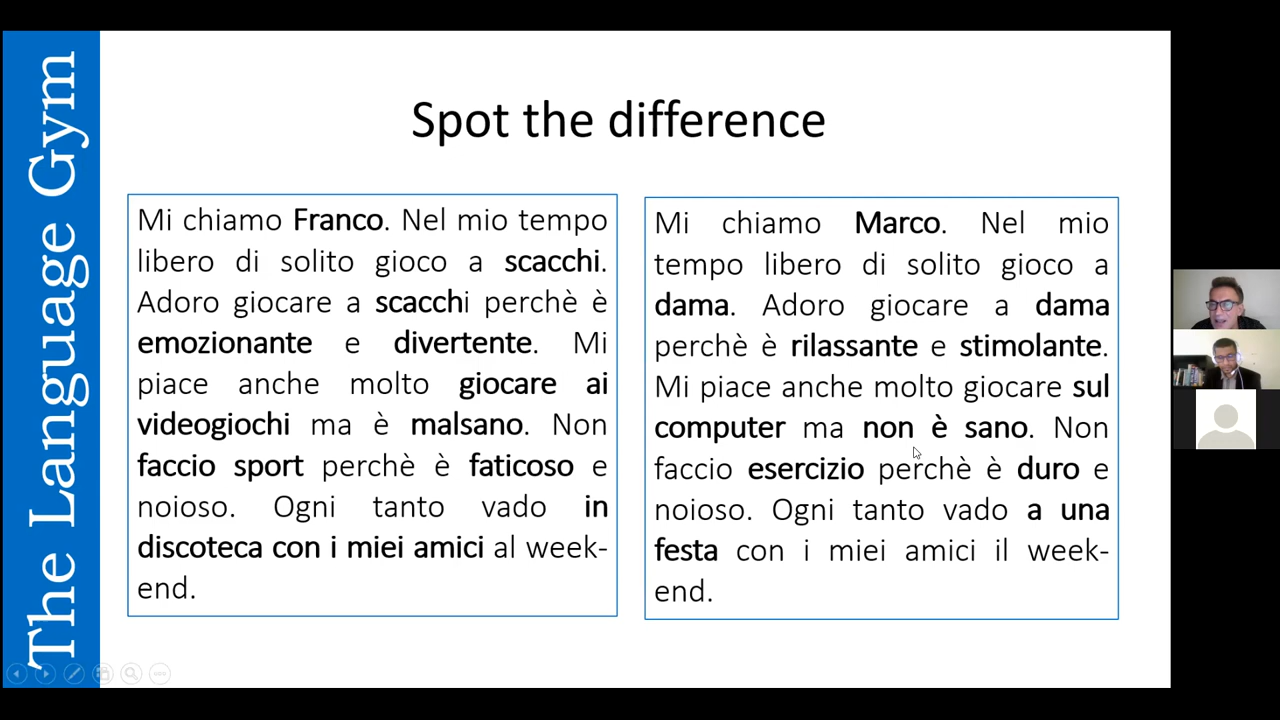 The Language Gym
Spot the difference
Mi chiamo Franco. Nel mio tempo
libero di solito gioco a scacchi.
Adoro giocare a scacchi perchè è
emozionante e divertente. Mi
piace anche molto giocare ai
videogiochi ma è malsano. Non
faccio sport perchè è faticoso e
noioso. Ogni tanto vado in
discoteca con i miei amici al week-
end.
Mi chiamo Marco. Nel mio
tempo libero di solito gioco a
dama. Adoro giocare a dama
perchè è rilassante e stimolante.
Mi piace anche molto giocare sul
computer ma non è sano. Non
faccio esercizio perchè è duro e
noioso. Ogni tanto vado a una
festa con i miei amici il week-
end.